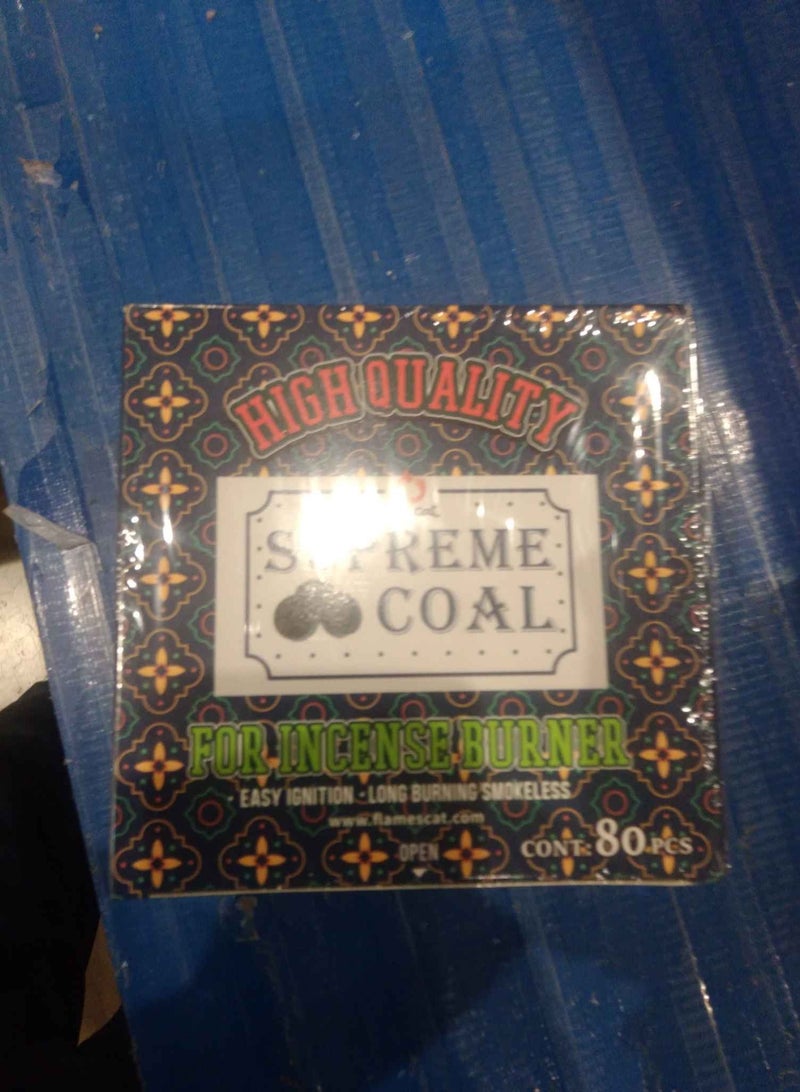 HIGH QUALITY
SUPREME
COAL
FOR INCENSE BURNER
· EASY IGNITION · LONG BURNING SMOKELESS
www.flamescat.com
OPEN
CONT: 80 PCS